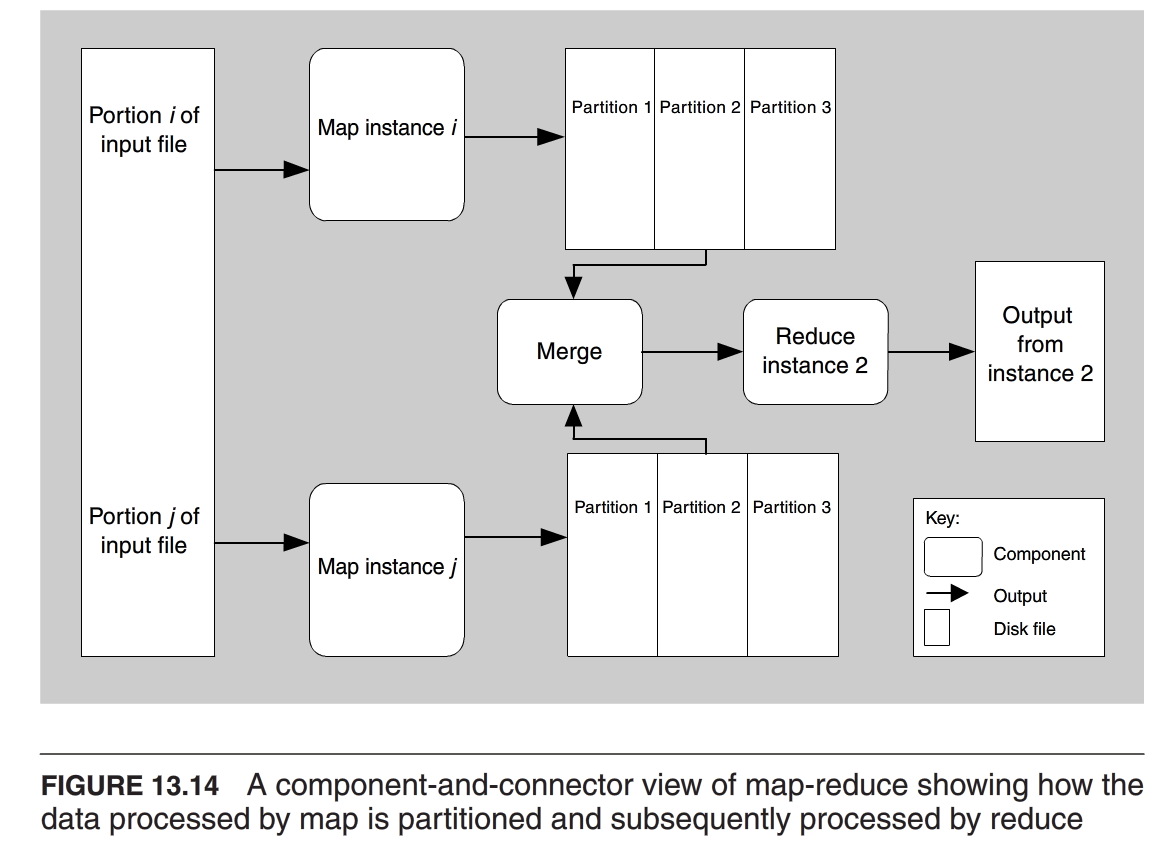 Portion i of
input file
Map instance i
Partition 1
Partition 2
Partition 3
Merge
Reduce
instance 2
Output
from
instance 2
Portion j of
input file
Map instance j
Partition 1
Partition 2
Partition 3
Key:
Component
Output
Disk file
FIGURE 13.14 A component-and-connector view of map-reduce showing how the
data processed by map is partitioned and subsequently processed by reduce